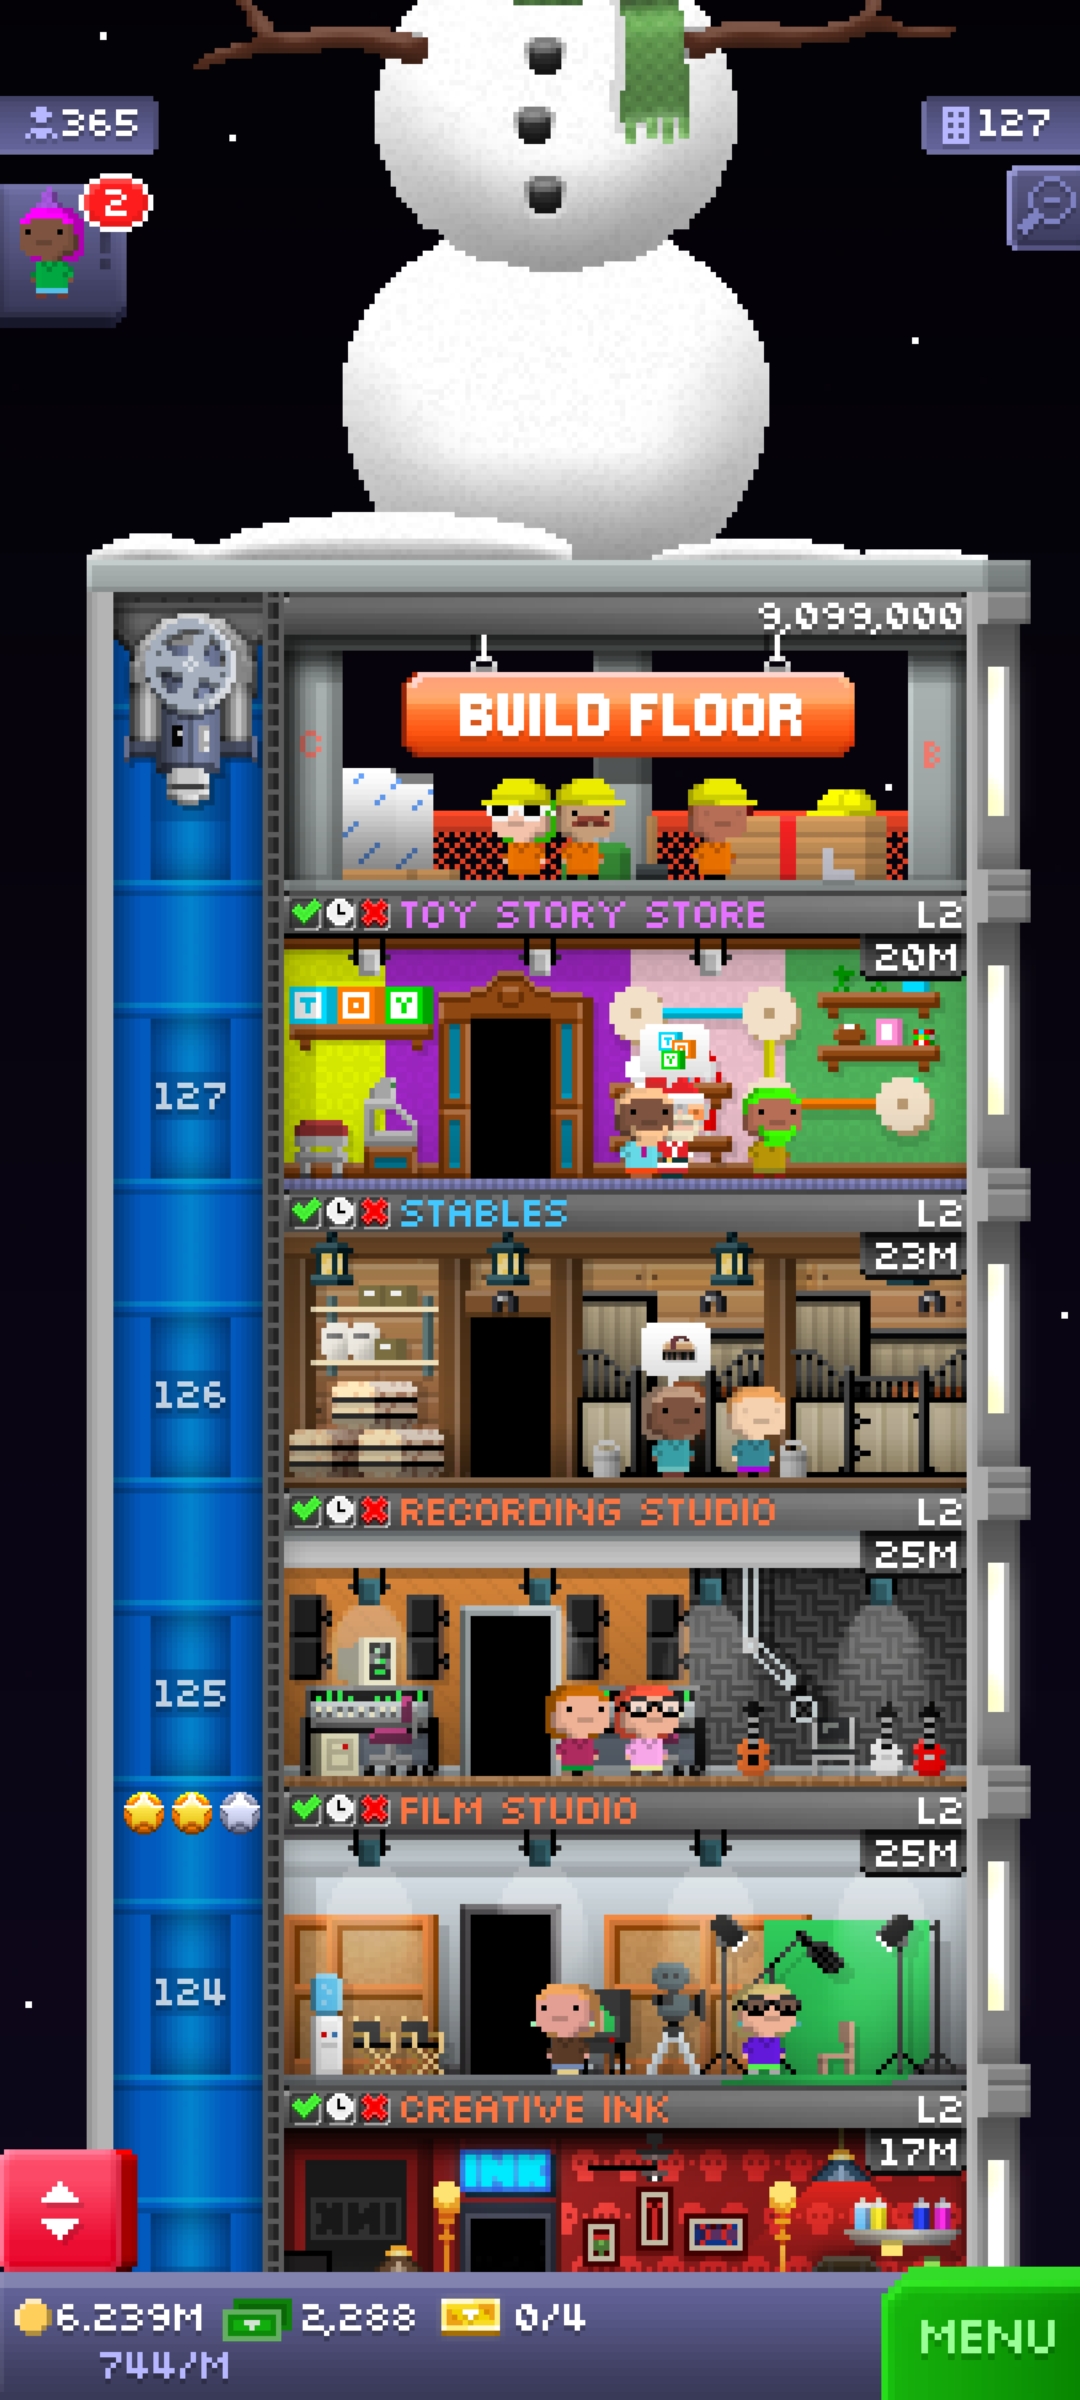 365
127
2
9,099,000
BUILD FLOOR
C
B
TOY STORY STORE L2
20M
T O Y
127
STABLES L2
23M
126
RECORDING STUDIO L2
25M
125
FILM STUDIO L2
25M
124
CREATIVE INK L2
17M
INK
6.239M 2,288 0/4
744/M
MENU